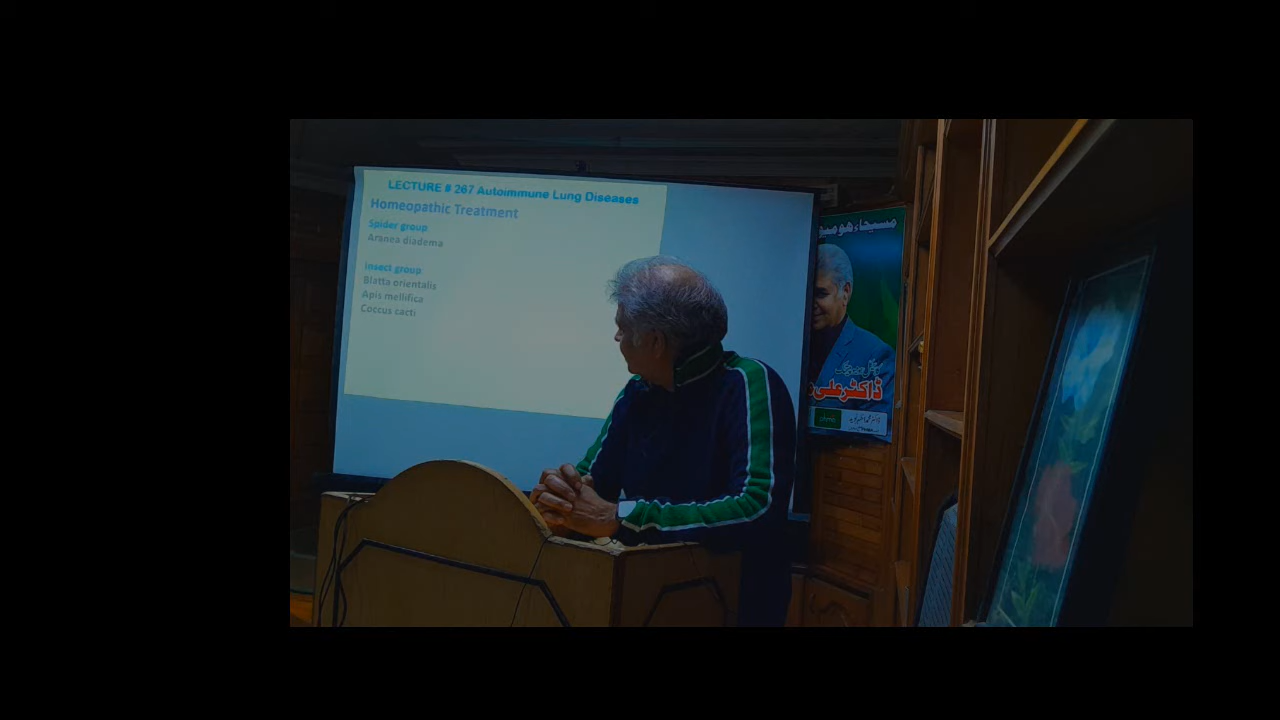 LECTURE # 267 Autoimmune Lung Diseases
Homeopathic Treatment
Spider group
Aranea diadema
Insect group
Blatta orientalis
Apis mellifica
Coccus cacti
مسیحاء ہومیو
ڈاکٹر علی